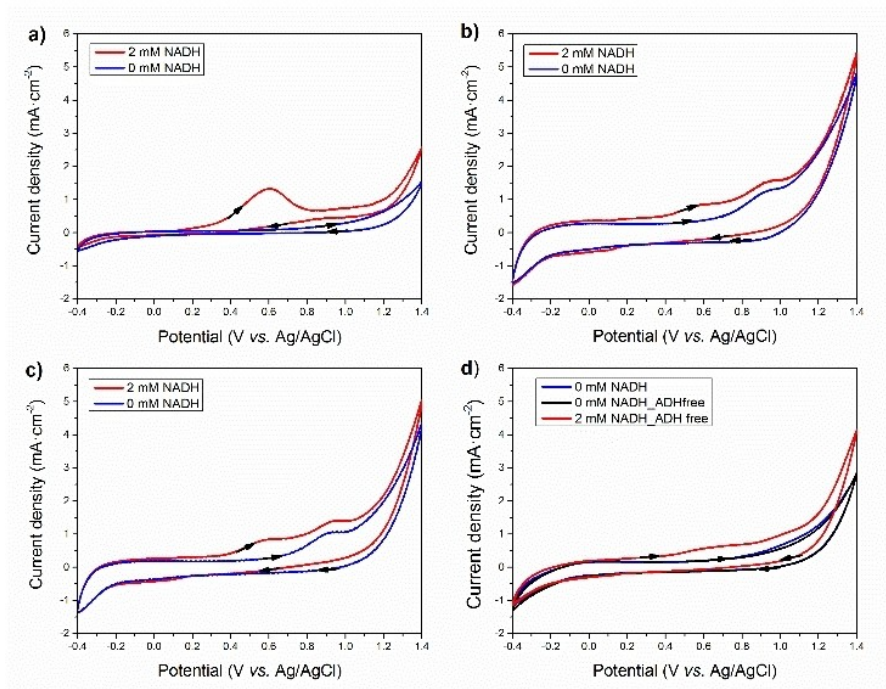 a)
2 mM NADH
0 mM NADH
Current density (mA·cm-2)
6
5
4
3
2
1
0
-1
-2
-0.4 -0.2 0.0 0.2 0.4 0.6 0.8 1.0 1.2 1.4
Potential (V vs. Ag/AgCl)
b)
2 mM NADH
0 mM NADH
Current density (mA·cm-2)
6
5
4
3
2
1
0
-1
-2
-0.4 -0.2 0.0 0.2 0.4 0.6 0.8 1.0 1.2 1.4
Potential (V vs. Ag/AgCl)
c)
2 mM NADH
0 mM NADH
Current density (mA·cm-2)
6
5
4
3
2
1
0
-1
-2
-0.4 -0.2 0.0 0.2 0.4 0.6 0.8 1.0 1.2 1.4
Potential (V vs. Ag/AgCl)
d)
0 mM NADH
0 mM NADH_ADHfree
2 mM NADH_ADH free
Current density (mA·cm-2)
6
5
4
3
2
1
0
-1
-2
-0.4 -0.2 0.0 0.2 0.4 0.6 0.8 1.0 1.2 1.4
Potential (V vs. Ag/AgCl)